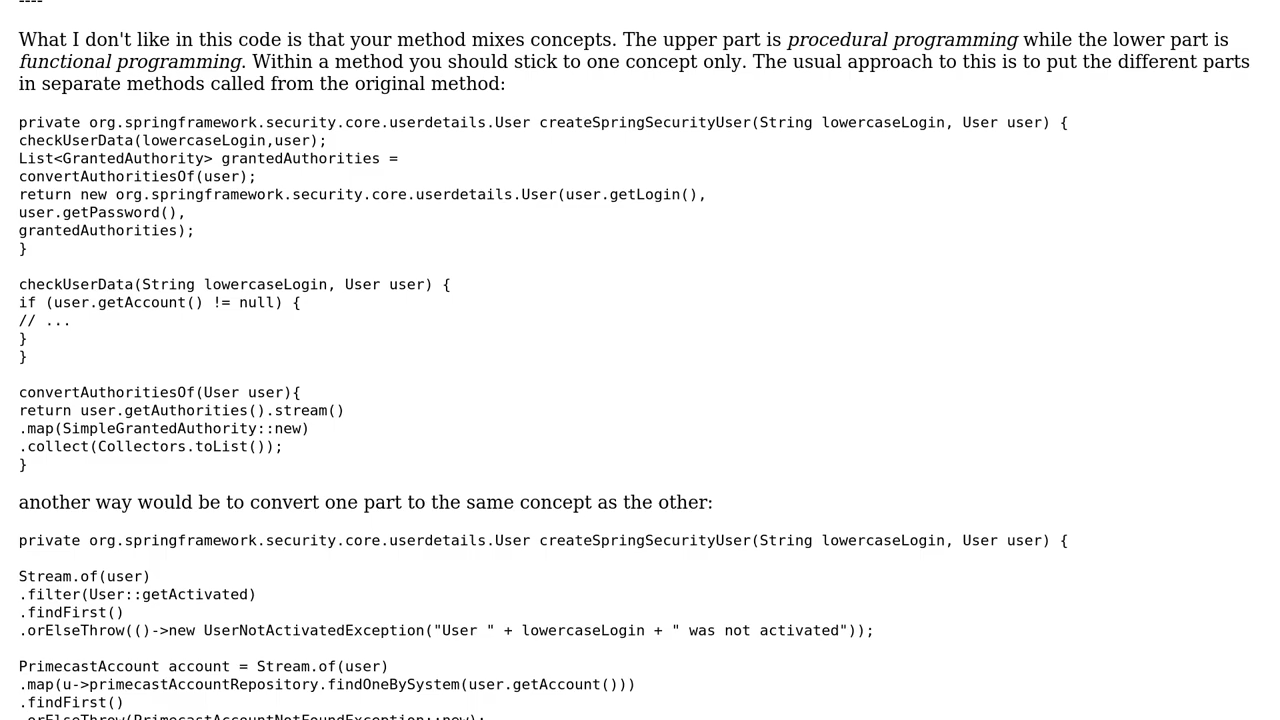 ----
What I don't like in this code is that your method mixes concepts. The upper part is procedural programming while the lower part is
functional programming. Within a method you should stick to one concept only. The usual approach to this is to put the different parts
in separate methods called from the original method:
private org.springframework.security.core.userdetails.User createSpringSecurityUser(String lowercaseLogin, User user) {
checkUserData(lowercaseLogin,user);
List<GrantedAuthority> grantedAuthorities =
convertAuthoritiesOf(user);
return new org.springframework.security.core.userdetails.User(user.getLogin(),
user.getPassword(),
grantedAuthorities);
}
checkUserData(String lowercaseLogin, User user) {
if (user.getAccount() != null) {
// ...
}
}
convertAuthoritiesOf(User user){
return user.getAuthorities().stream()
.map(SimpleGrantedAuthority::new)
.collect(Collectors.toList());
}
another way would be to convert one part to the same concept as the other:
private org.springframework.security.core.userdetails.User createSpringSecurityUser(String lowercaseLogin, User user) {
Stream.of(user)
.filter(User::getActivated)
.findFirst()
.orElseThrow(()->new UserNotActivatedException("User " + lowercaseLogin + " was not activated"));
PrimecastAccount account = Stream.of(user)
.map(u->primecastAccountRepository.findOneBySystem(user.getAccount()))
.findFirst()
.orElseThrow(PrimecastAccountNotFoundException::new);